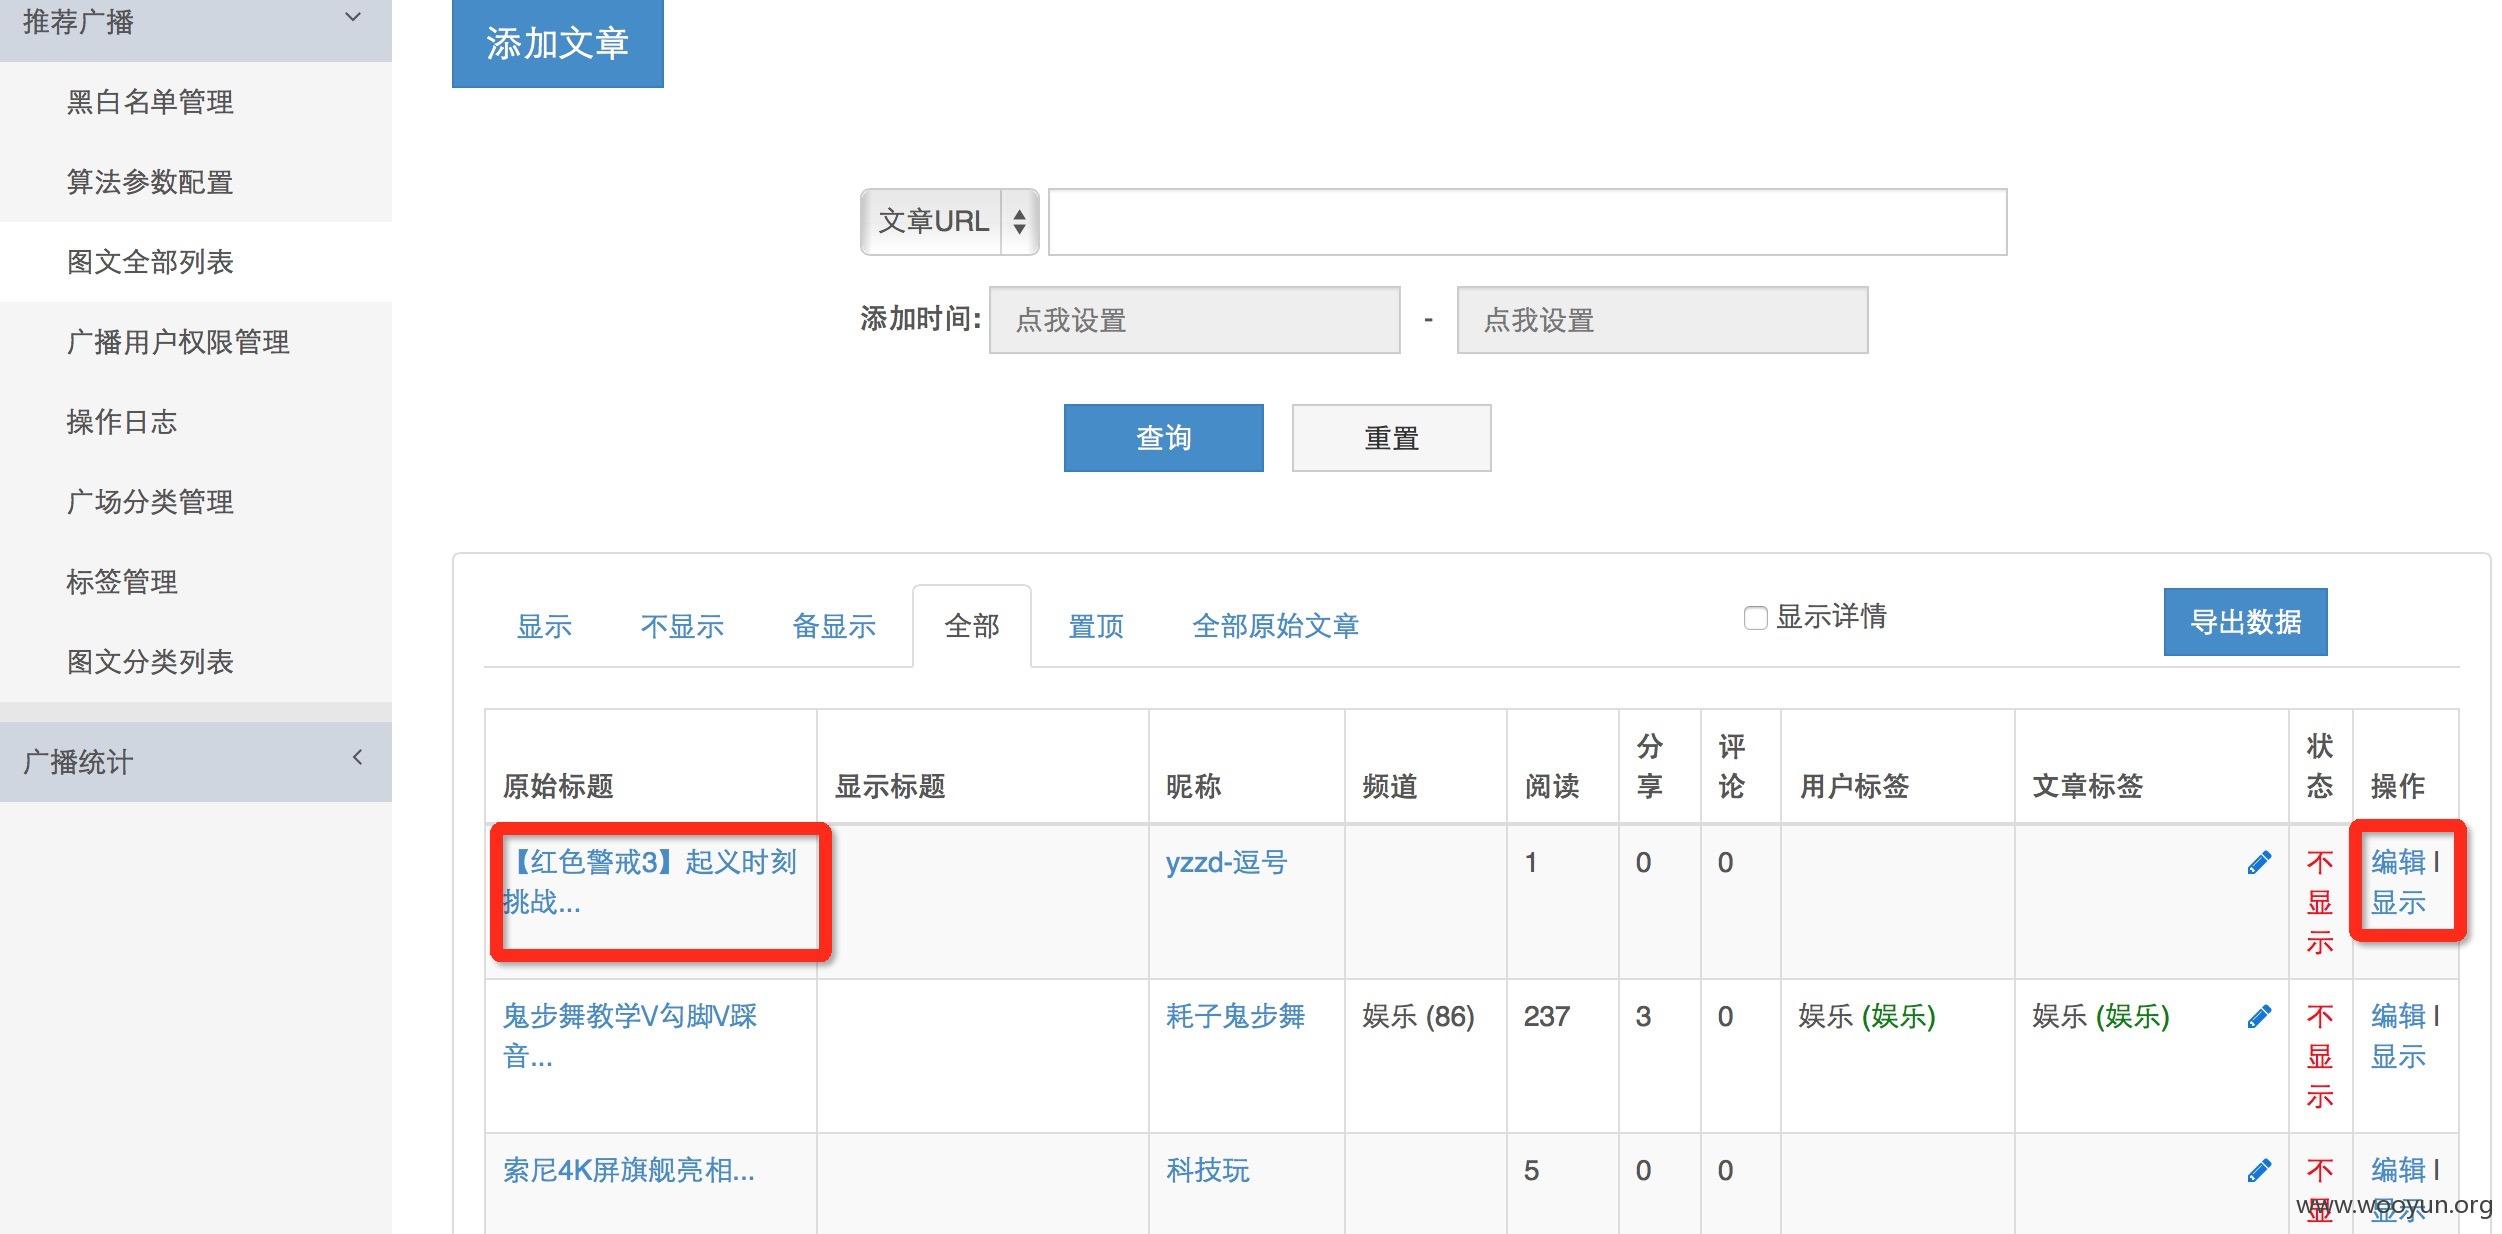 推荐广播
黑白名单管理
算法参数配置
图文全部列表
广播用户权限管理
操作日志
广场分类管理
标签管理
图文分类列表
广播统计
添加文章
文章URL
添加时间: 点我设置 - 点我设置
查询 重置
显示 不显示 备显示 全部 置顶 全部原始文章 显示详情 导出数据
原始标题 显示标题 昵称 频道 阅读 分享 评论 用户标签 文章标签 状态 操作
【红色警戒3】起义时刻挑战... yzzd-逗号 1 0 0 不显示 编辑 | 显示
鬼步舞教学V勾脚V踩音... 耗子鬼步舞 娱乐 (86) 237 3 0 娱乐 (娱乐) 娱乐 (娱乐) 不显示 编辑 | 显示
索尼4K屏旗舰亮相... 科技玩 5 0 0 不显 编辑 | 显示
www.wooyun.org